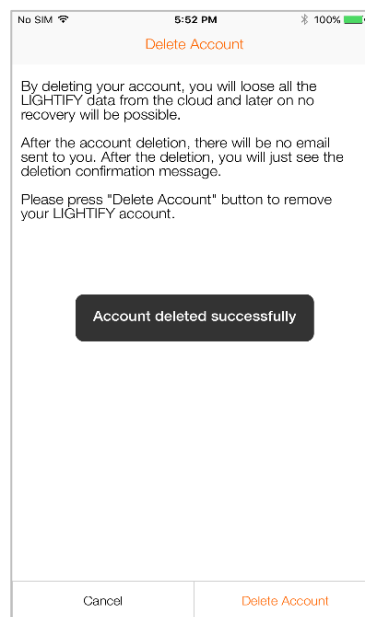 No SIM 5:52 PM 100%
Delete Account
By deleting your account, you will loose all the
LIGHTIFY data from the cloud and later on no
recovery will be possible.
After the account deletion, there will be no email
sent to you. After the deletion, you will just see the
deletion confirmation message.
Please press "Delete Account" button to remove
your LIGHTIFY account.
Account deleted successfully
Cancel Delete Account